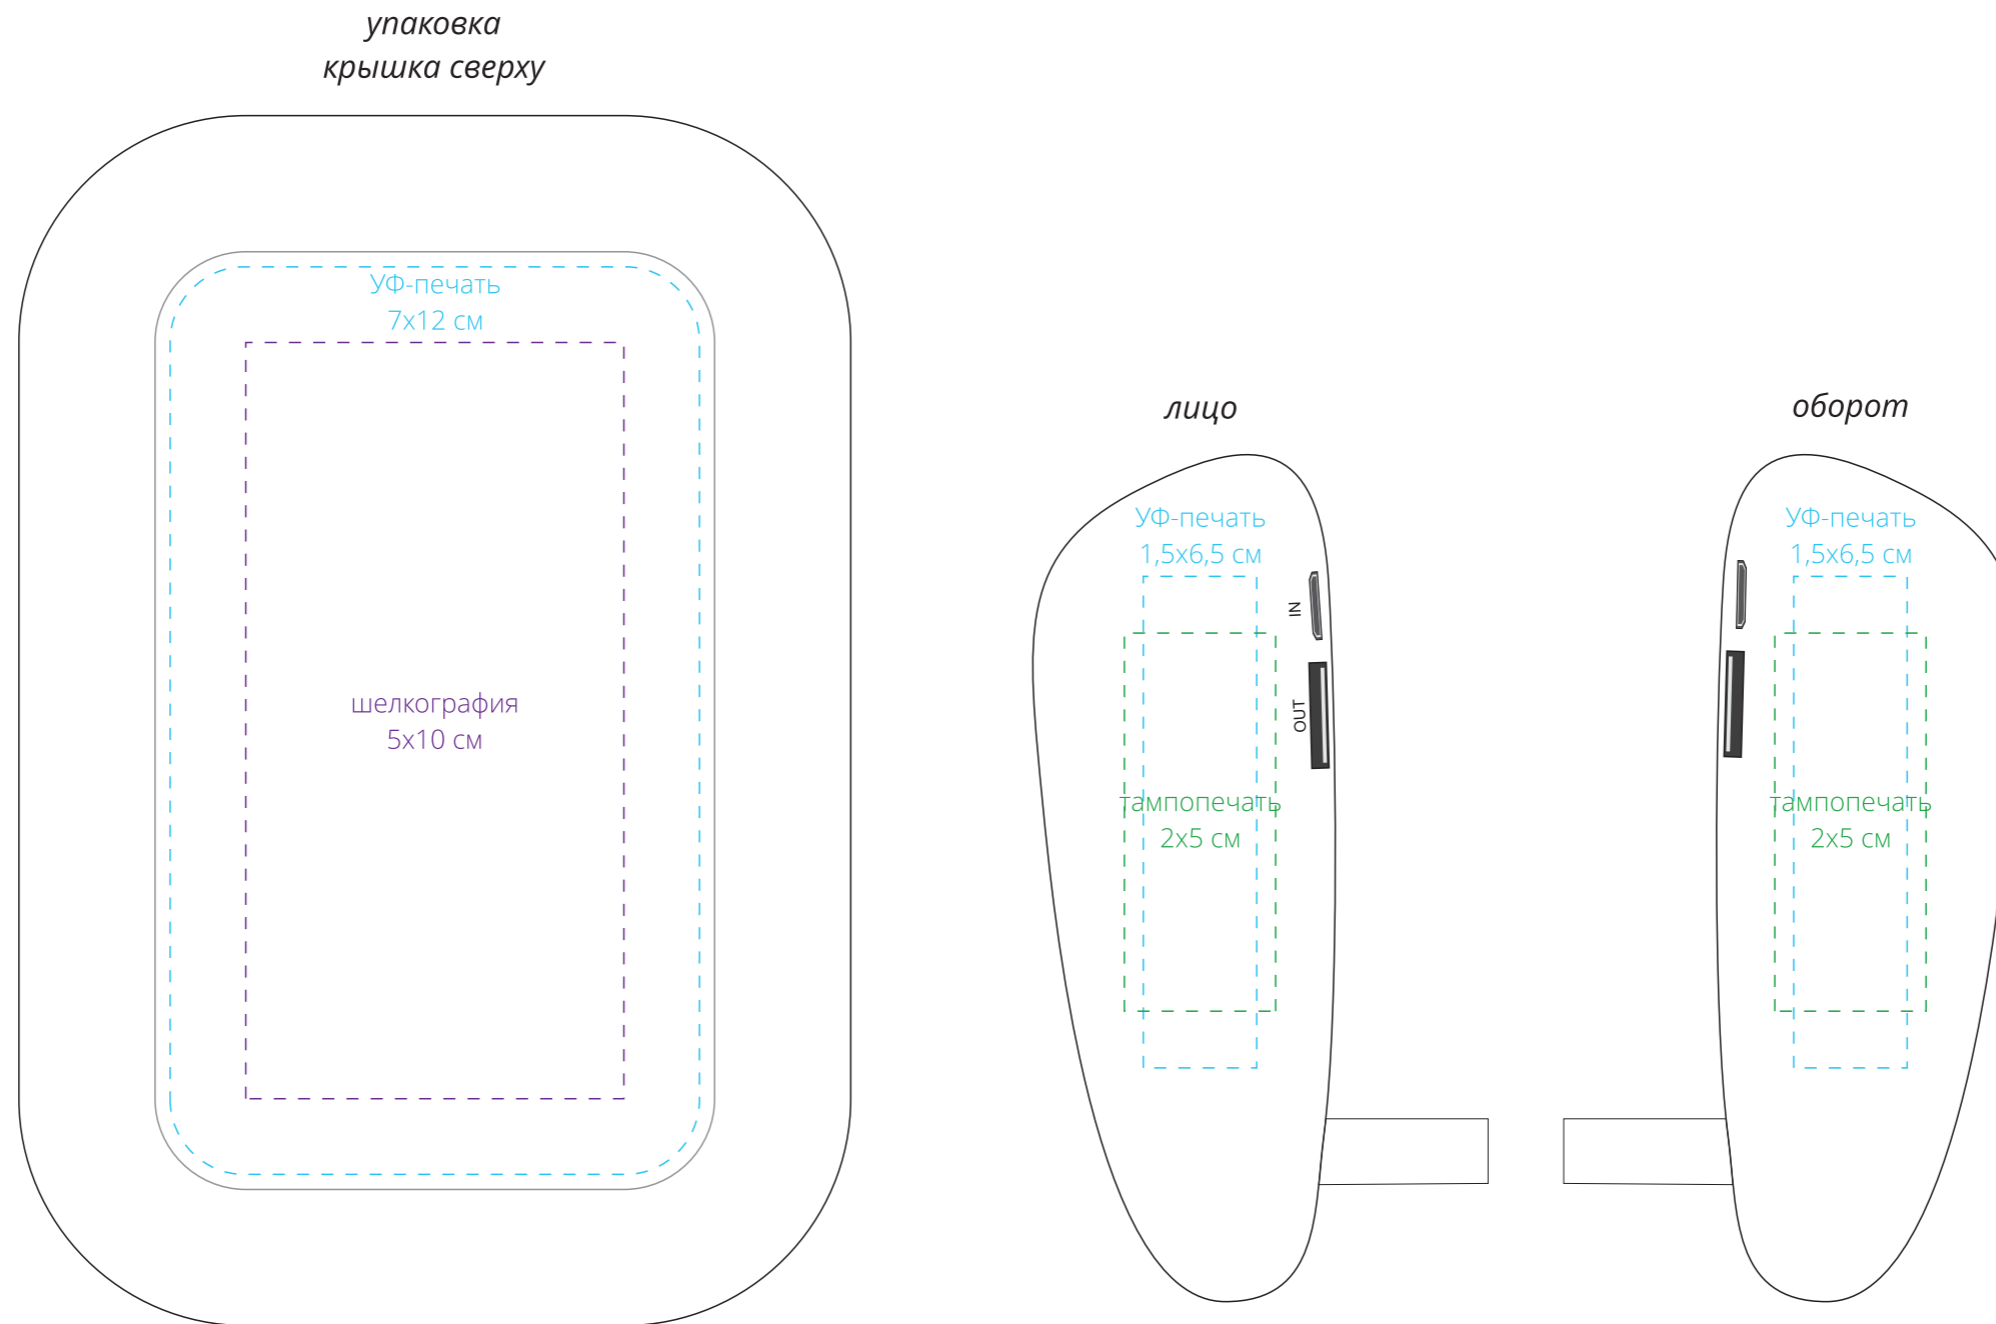 упаковка
крышка сверху
УФ-печать
7х12 см
шелкография
5х10 см
лицо
УФ-печать
1,5х6,5 см
IN
OUT
тампопечать
2х5 см
оборот
УФ-печать
1,5х6,5 см
тампопечать
2х5 см